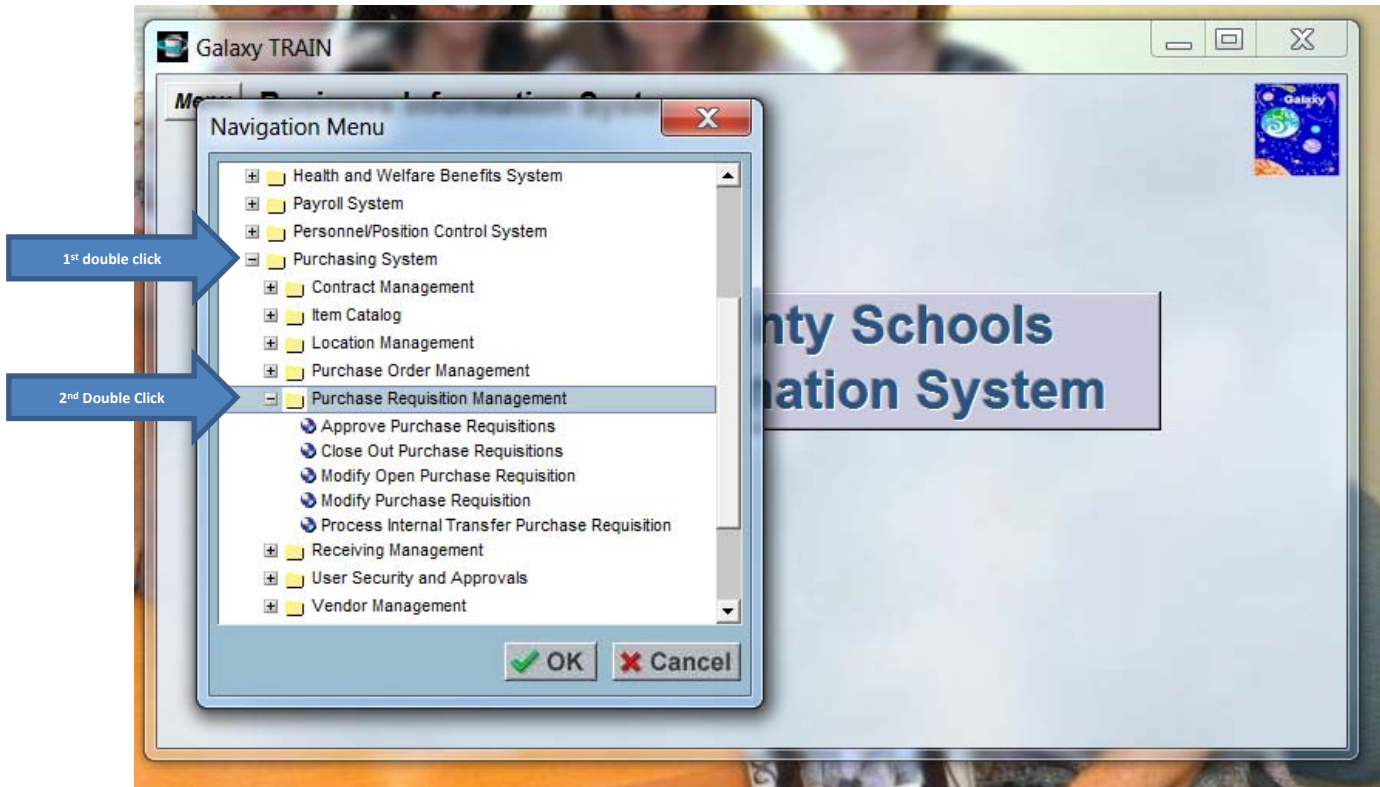 Galaxy TRAIN
Galaxy
Navigation Menu
Health and Welfare Benefits System
Payroll System
Personnel/Position Control System
1st double click
Purchasing System
Contract Management
Item Catalog
Location Management
Purchase Order Management
2nd Double Click
Purchase Requisition Management
Approve Purchase Requisitions
Close Out Purchase Requisitions
Modify Open Purchase Requisition
Modify Purchase Requisition
Process Internal Transfer Purchase Requisition
Receiving Management
User Security and Approvals
Vendor Management
OK Cancel
nty Schools
nation System